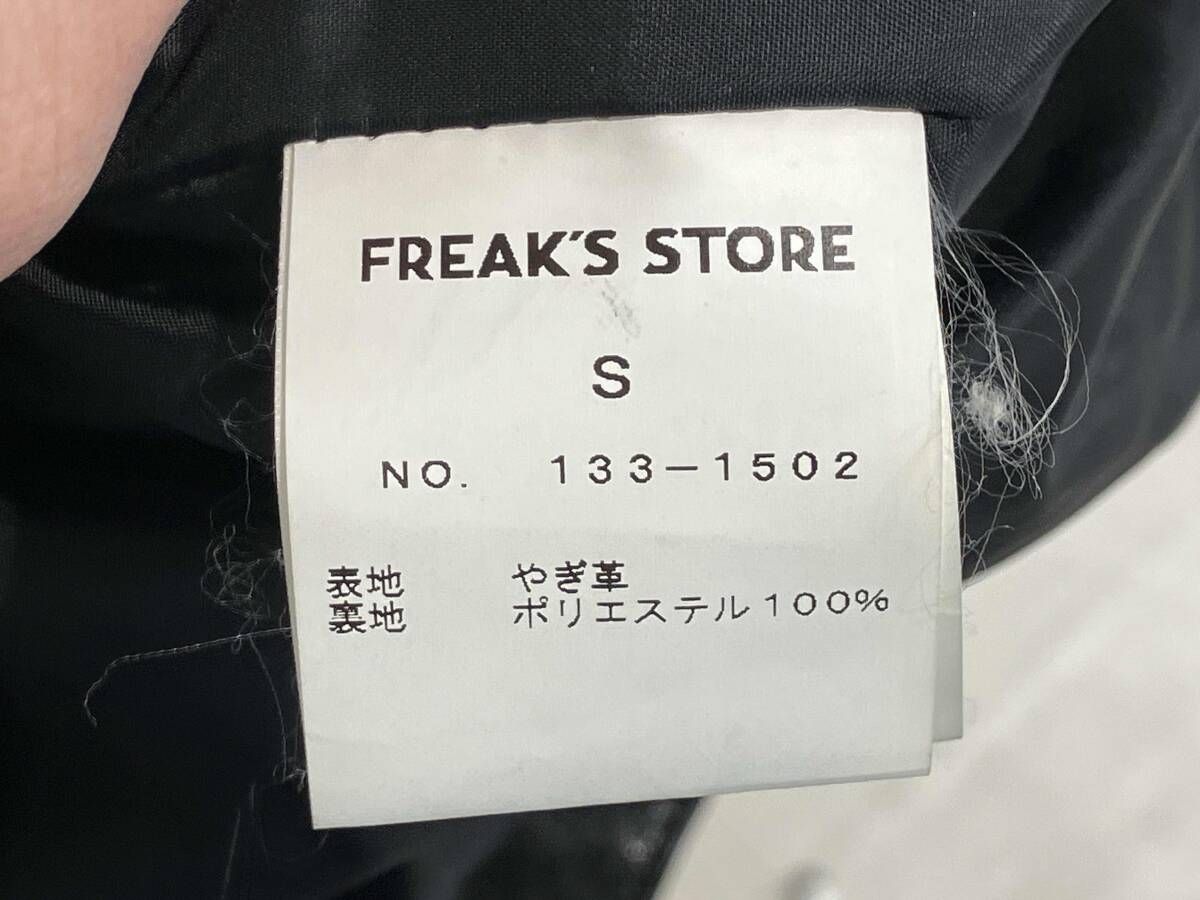 FREAK'S STORE
S
NO. 133-1502
表地 やぎ革
裏地 ポリエステル100%